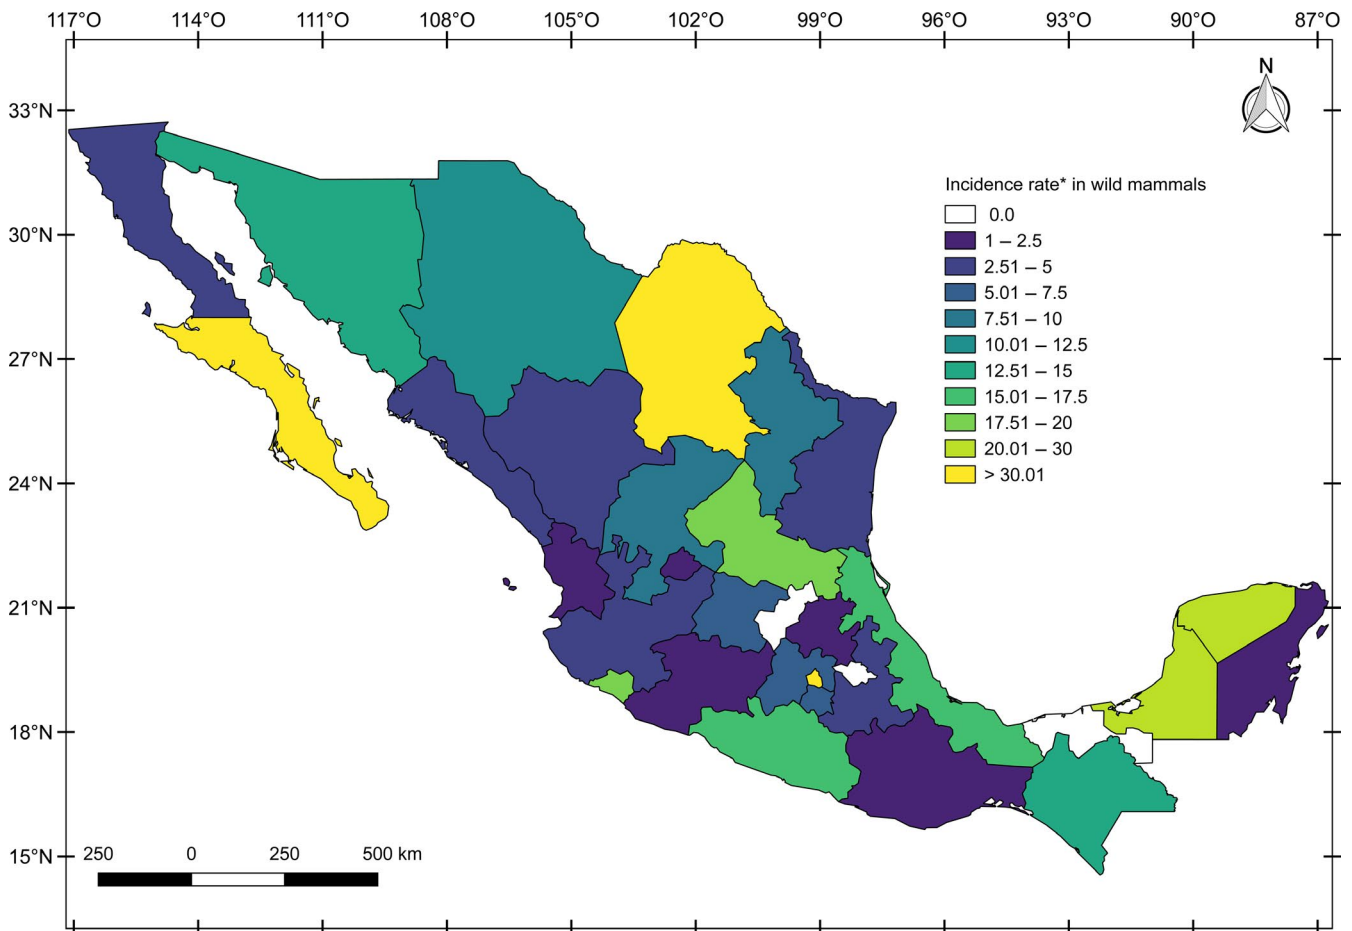 117°O 114°O 111°O 108°O 105°O 102°O 99°O 96°O 93°O 90°O 87°O
N
33°N
30°N
27°N
24°N
21°N
18°N
15°N
Incidence rate* in wild mammals
0.0
1 – 2.5
2.51 – 5
5.01 – 7.5
7.51 – 10
10.01 – 12.5
12.51 – 15
15.01 – 17.5
17.51 – 20
20.01 – 30
> 30.01
250 0 250 500 km